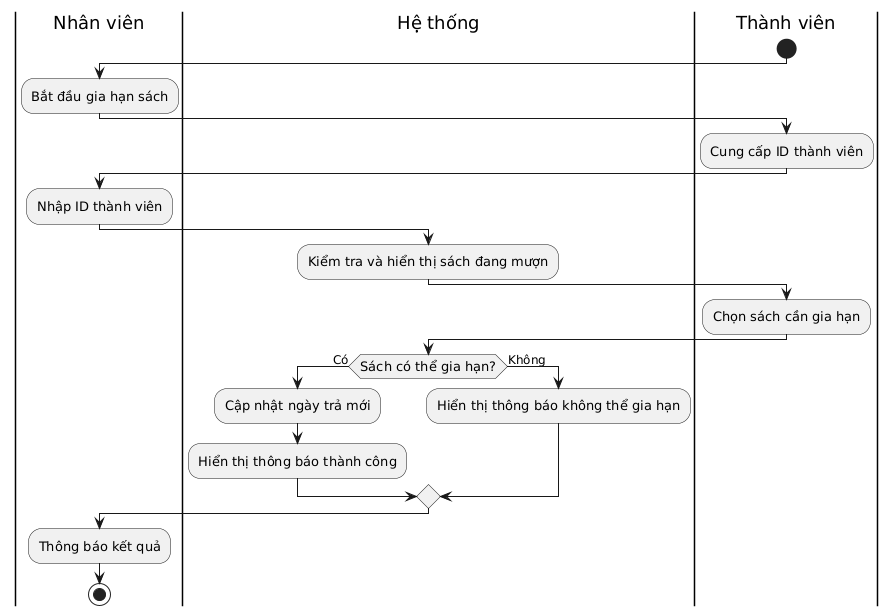 Nhân viên
Hệ thống
Thành viên
Bắt đầu gia hạn sách
Cung cấp ID thành viên
Nhập ID thành viên
Kiểm tra và hiển thị sách đang mượn
Chọn sách cần gia hạn
Sách có thể gia hạn?
Có
Không
Cập nhật ngày trả mới
Hiển thị thông báo không thể gia hạn
Hiển thị thông báo thành công
Thông báo kết quả